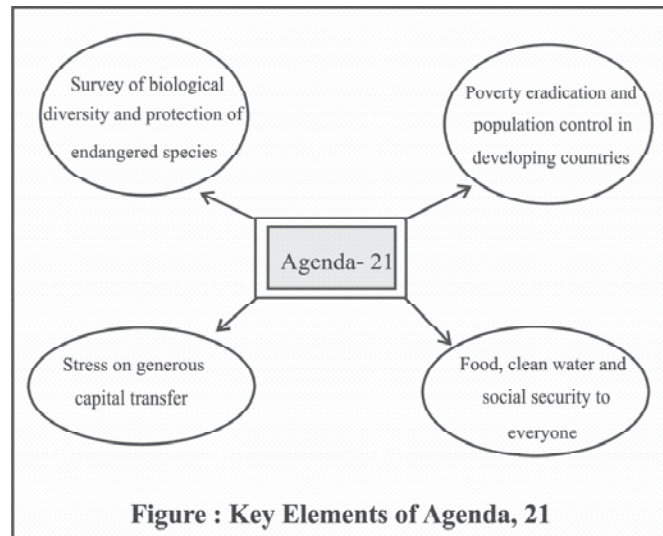 Survey of biological
diversity and protection of
endangered species
Poverty eradication and
population control in
developing countries
Agenda- 21
Stress on generous
capital transfer
Food, clean water and
social security to
everyone
Figure : Key Elements of Agenda, 21